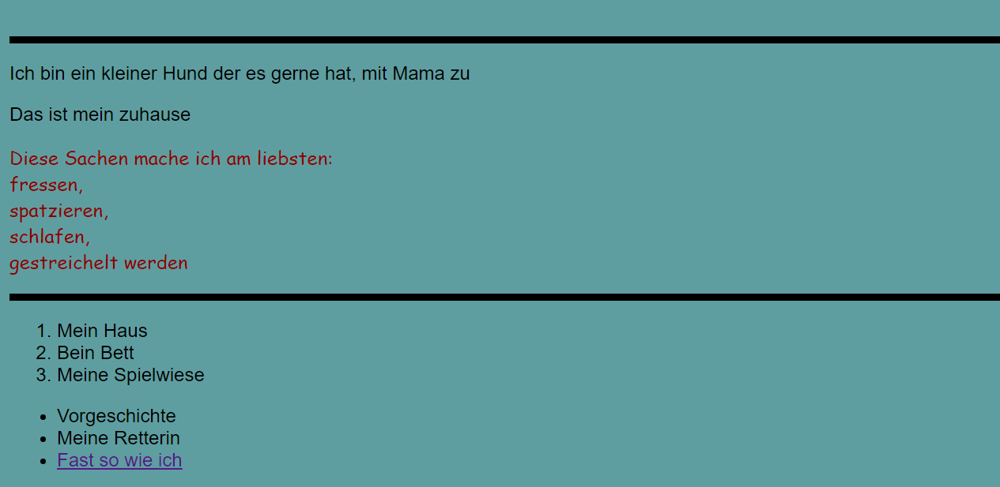 Ich bin ein kleiner Hund der es gerne hat, mit Mama zu
Das ist mein zuhause
Diese Sachen mache ich am liebsten:
fressen,
spatzieren,
schlafen,
gestreichelt werden
1. Mein Haus
2. Bein Bett
3. Meine Spielwiese
• Vorgeschichte
• Meine Retterin
• Fast so wie ich